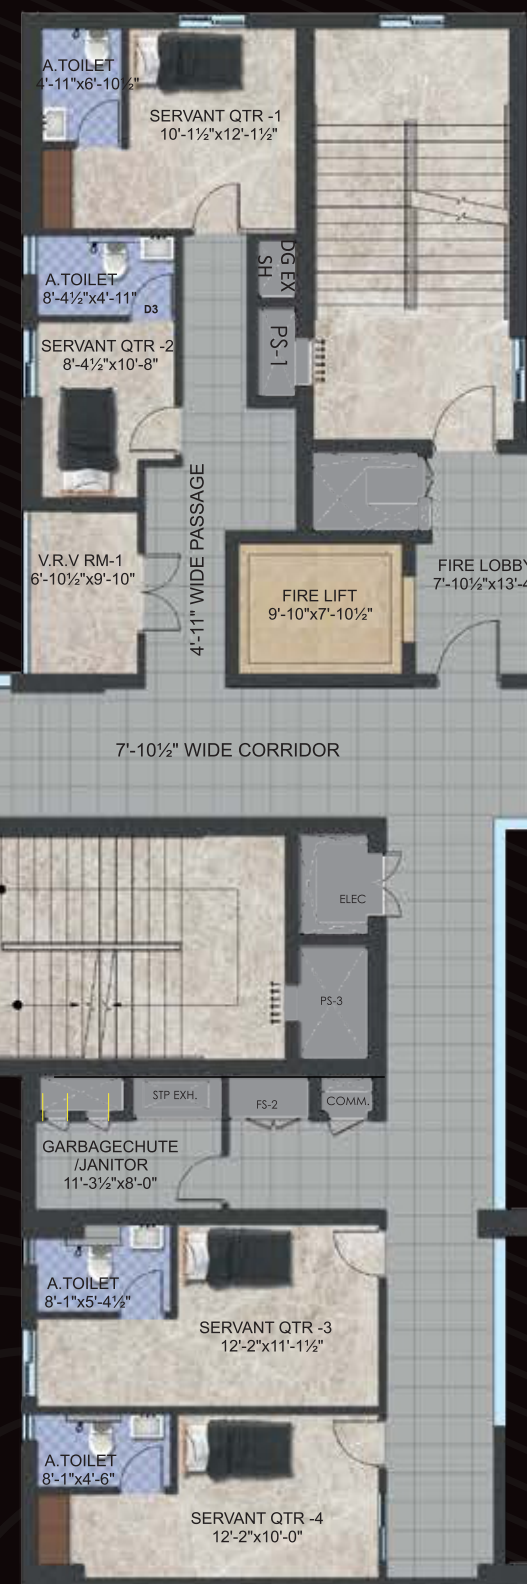 A.TOILET
4'-11"x6'-10½"
SERVANT QTR -1
10'-1½"x12'-1½"
DG EX
SH
A.TOILET
8'-4½"x4'-11"
D3
PS-1
SERVANT QTR -2
8'-4½"x10'-8"
4'-11" WIDE PASSAGE
V.R.V RM-1
6'-10½"x9'-10"
FIRE LIFT
9'-10"x7'-10½"
FIRE LOBBY
7'-10½"x13'-4
7'-10½" WIDE CORRIDOR
ELEC
PS-3
STP EXH.
FS-2
COMM.
GARBAGECHUTE
/JANITOR
11'-3½"x8'-0"
A.TOILET
8'-1"x5'-4½"
SERVANT QTR -3
12'-2"x11'-1½"
A.TOILET
8'-1"x4'-6"
SERVANT QTR -4
12'-2"x10'-0"